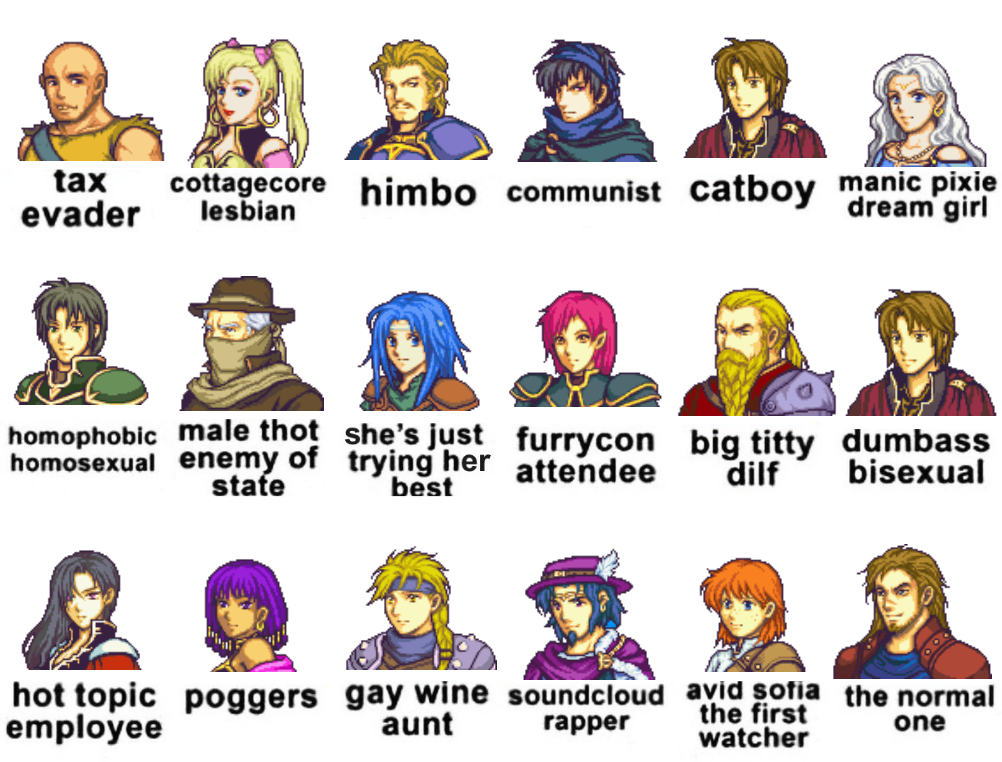 tax
evader
cottagecore
lesbian
himbo
communist
catboy
manic pixie
dream girl
homophobic
homosexual
male thot
enemy of
state
she's just
trying her
best
furrycon
attendee
big titty
dilf
dumbass
bisexual
hot topic
employee
poggers
gay wine
aunt
soundcloud
rapper
avid sofia
the first
watcher
the normal
one